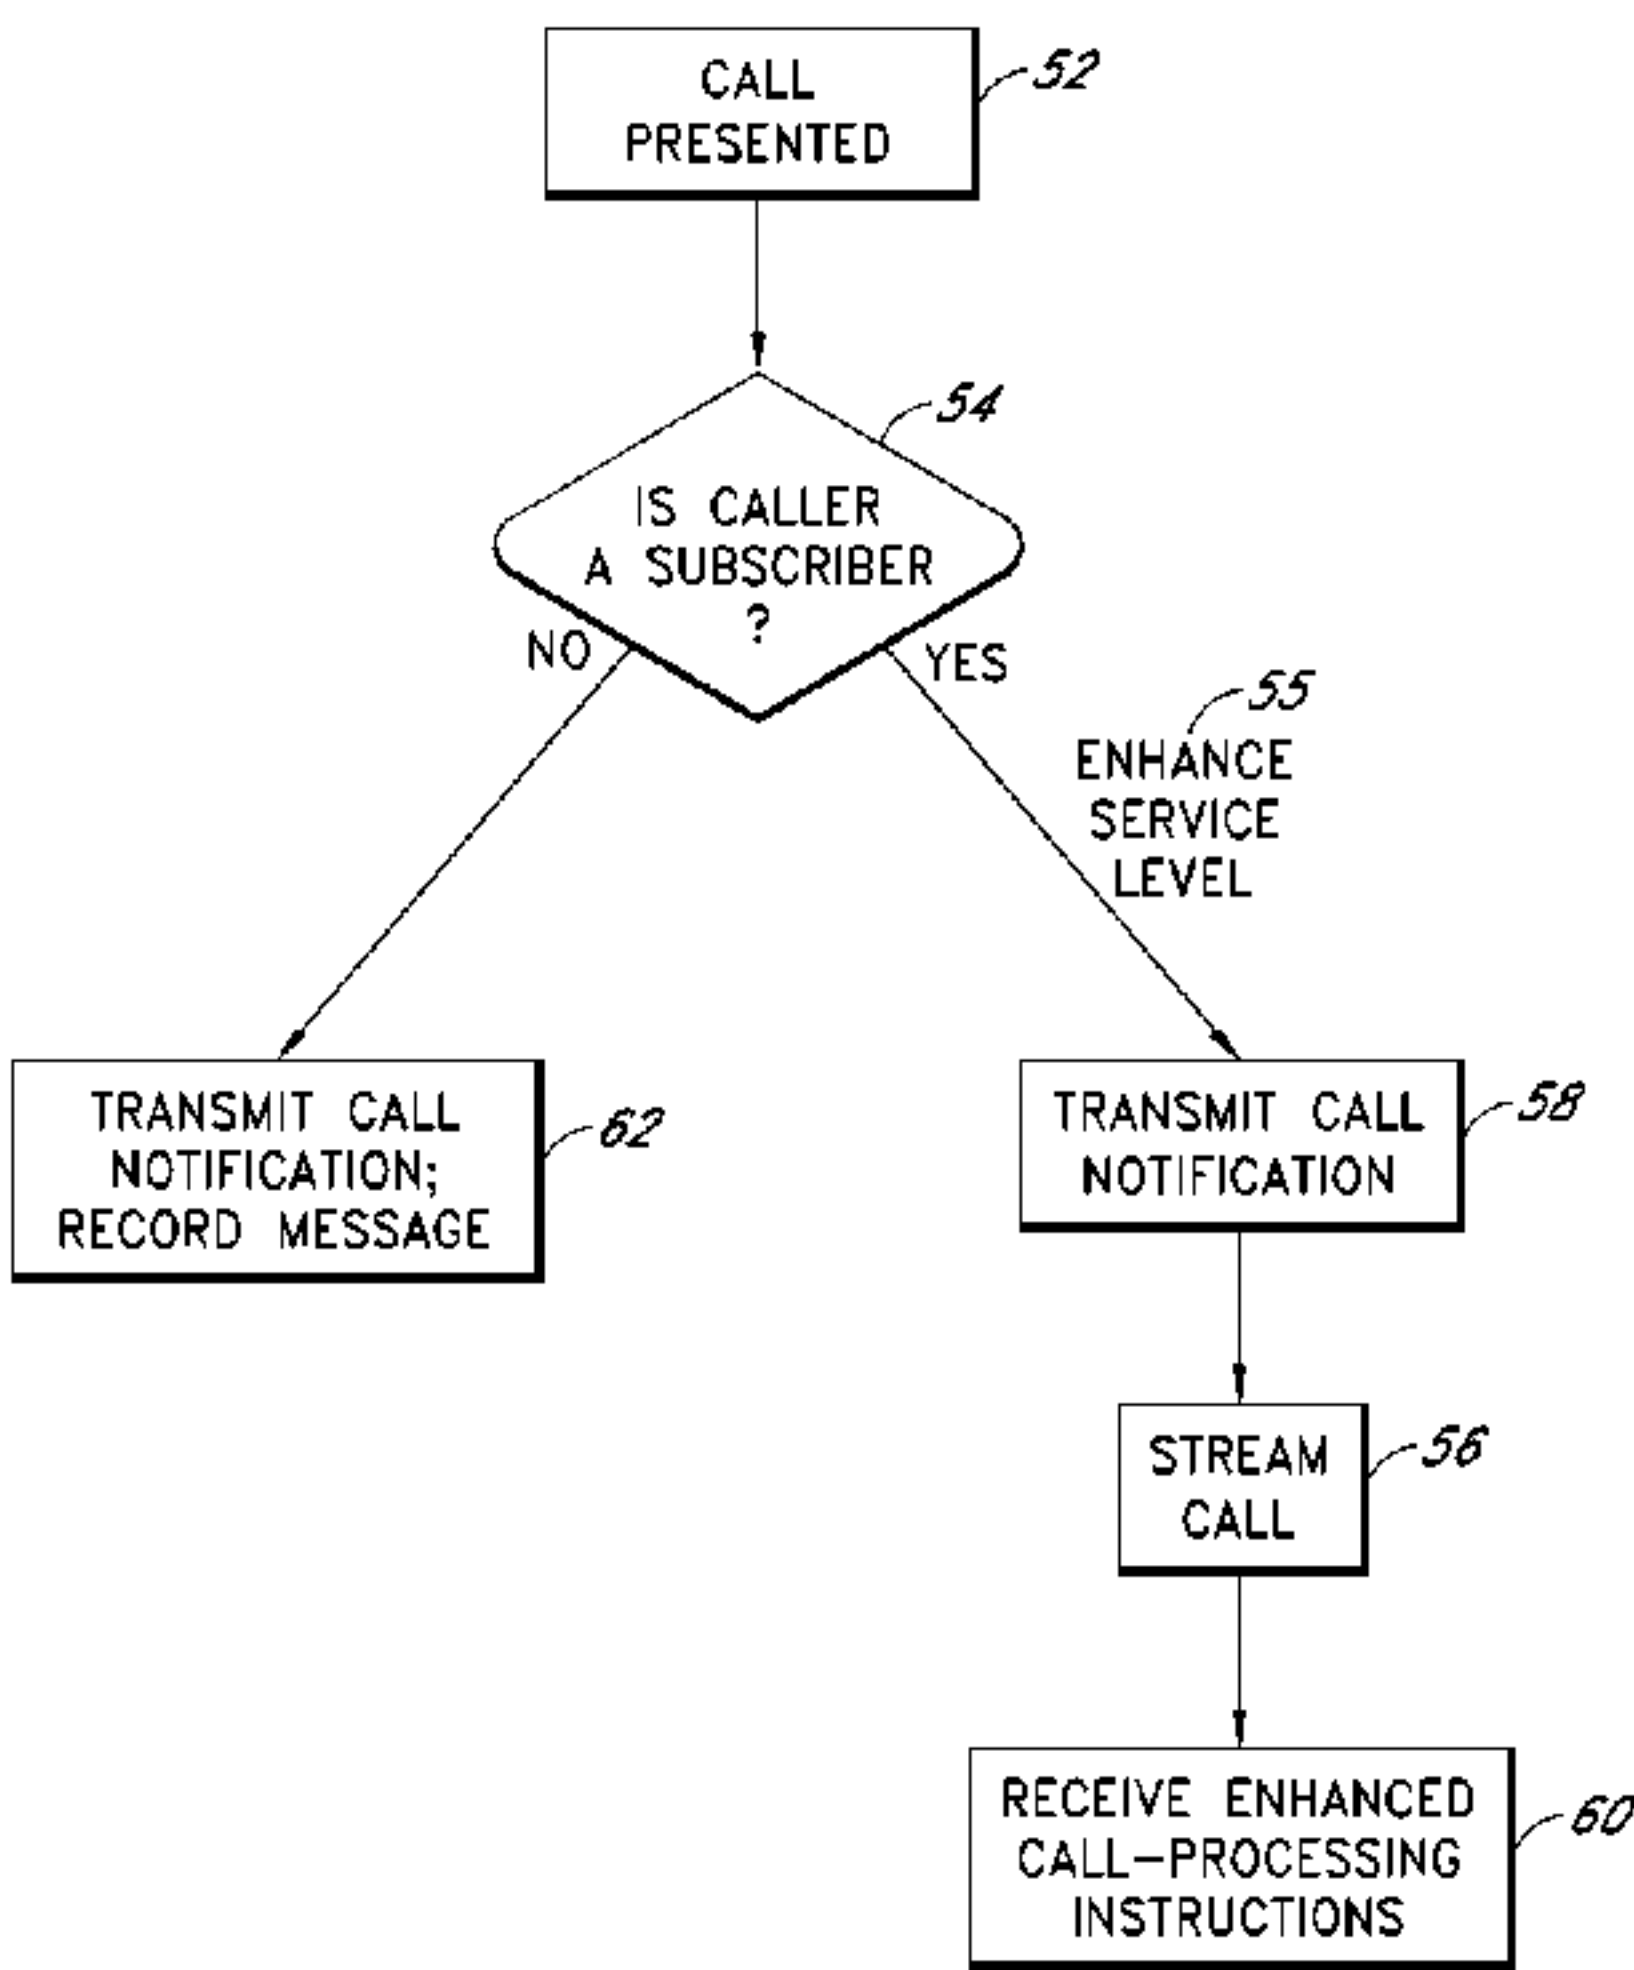 CALL
PRESENTED
52
54
IS CALLER
A SUBSCRIBER
?
NO
YES
55
ENHANCE
SERVICE
LEVEL
TRANSMIT CALL
NOTIFICATION;
RECORD MESSAGE
62
TRANSMIT CALL
NOTIFICATION
58
STREAM
CALL
56
RECEIVE ENHANCED
CALL-PROCESSING
INSTRUCTIONS
60